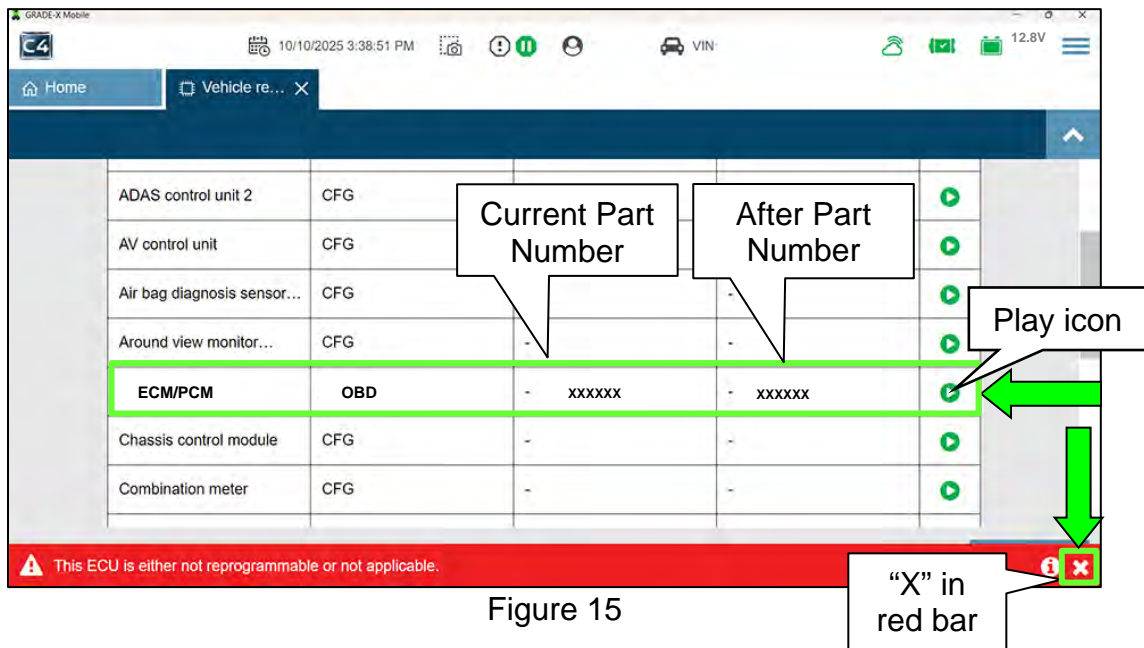 GRADE-X Mobile
C4 10/10/2025 3:38:51 PM VIN 12.8V
Home Vehicle re…
ADAS control unit 2 CFG
AV control unit CFG
Air bag diagnosis sensor… CFG -
Around view monitor… CFG - -
ECM/PCM OBD - xxxxxx - xxxxxx
Chassis control module CFG - -
Combination meter CFG - -
Current Part
Number
After Part
Number
Play icon
This ECU is either not reprogrammable or not applicable.
"X" in
red bar
Figure 15